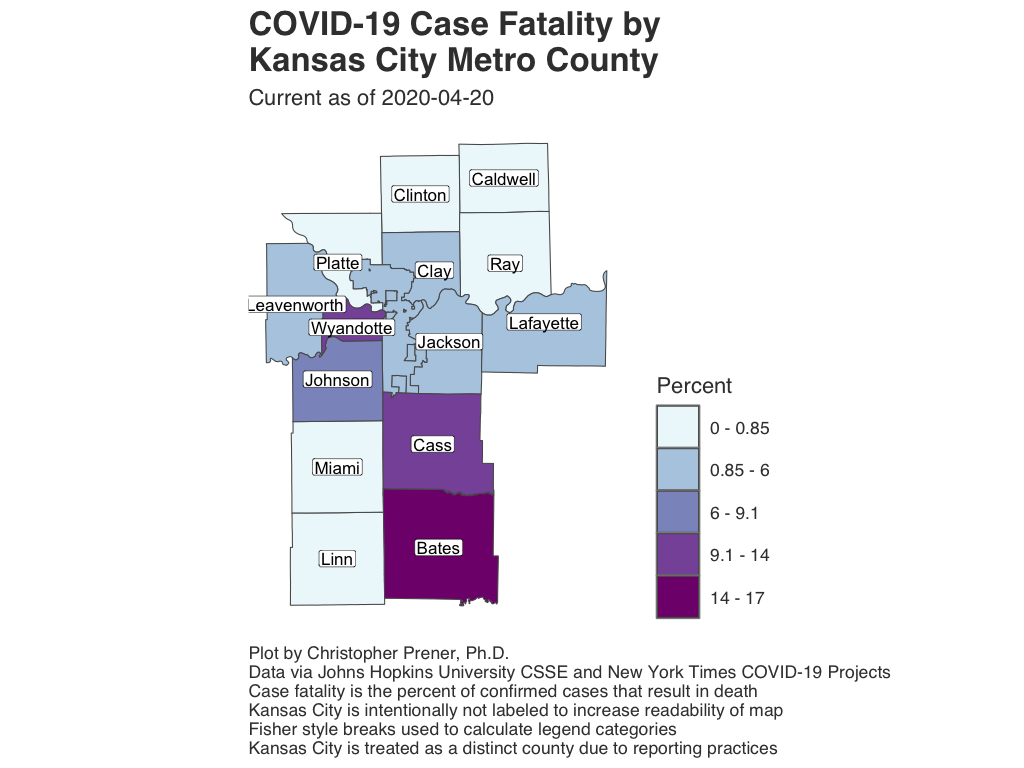 COVID-19 Case Fatality by
Kansas City Metro County
Current as of 2020-04-20
Caldwell
Clinton
Platte
Clay
Ray
Leavenworth
Wyandotte
Lafayette
Jackson
Johnson
Cass
Miami
Bates
Linn
Percent
0 - 0.85
0.85 - 6
6 - 9.1
9.1 - 14
14 - 17
Plot by Christopher Prener, Ph.D.
Data via Johns Hopkins University CSSE and New York Times COVID-19 Projects
Case fatality is the percent of confirmed cases that result in death
Kansas City is intentionally not labeled to increase readability of map
Fisher style breaks used to calculate legend categories
Kansas City is treated as a distinct county due to reporting practices